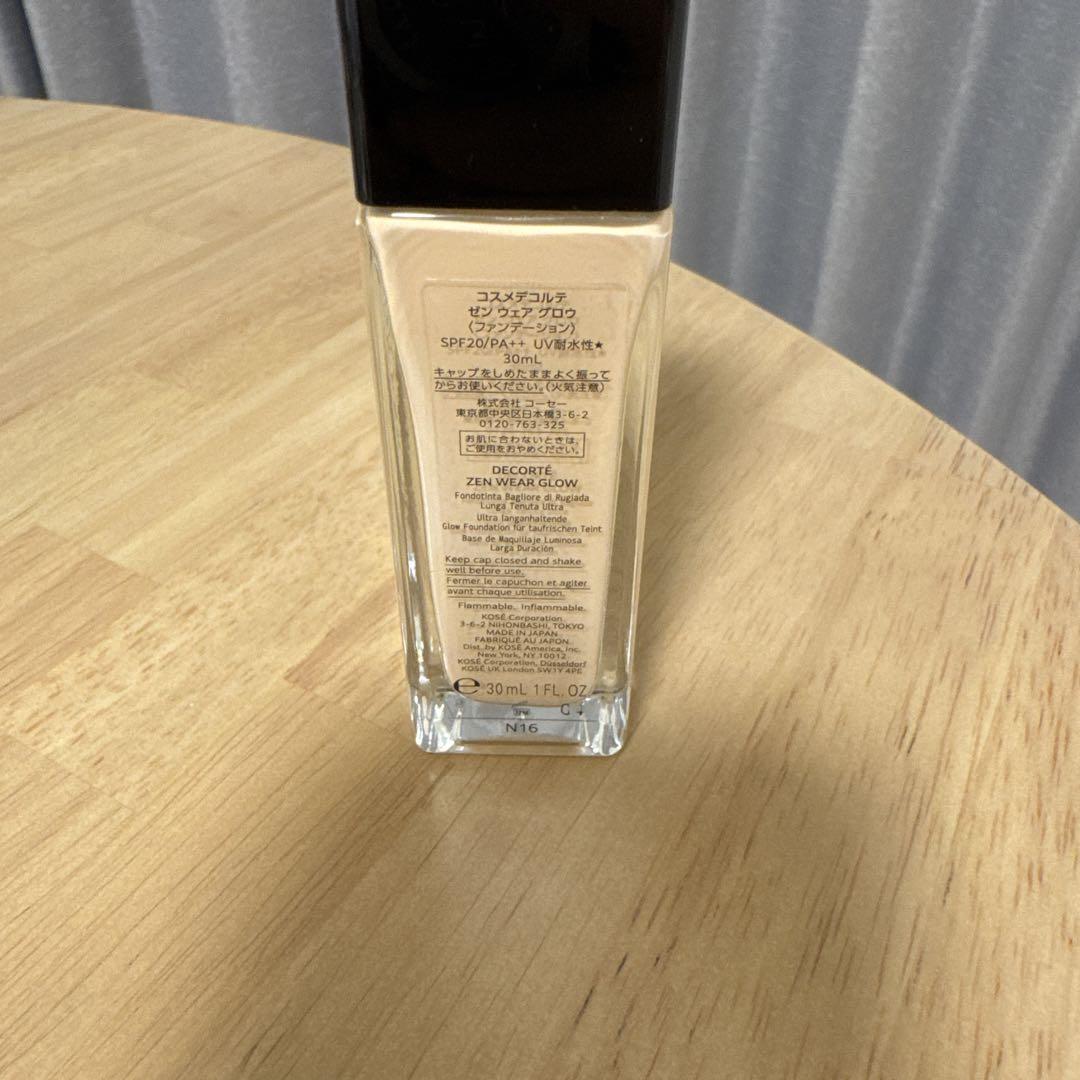 コスメデコルテ
ゼン ウェア グロウ
〈ファンデーション〉
SPF20/PA++ UV耐水性★
30mL
キャップをしめたままよく振って
からお使いください。(火気注意)
株式会社 コーセー
東京都中央区日本橋3-6-2
0120-763-325
お肌に合わないときは、
ご使用をおやめください。
DECORTÉ
ZEN WEAR GLOW
Fondotinta Bagliore di Rugiada
Lunga Tenuta Ultra
Ultra langanhaltende
Glow Foundation für taufrischen Teint
Base de Maquillaje Luminosa
Larga Duración
Keep cap closed and shake
well before use.
Fermer le capuchon et agiter
avant chaque utilisation.
Flammable. Inflammable.
KOSÉ Corporation
3-6-2 NIHONBASHI, TOKYO
MADE IN JAPAN
FABRIQUÉ AU JAPON
Dist. by KOSÉ America, Inc.
New York, NY 10012
KOSÉ Corporation, Düsseldorf
KOSÉ UK London SW1Y 4PE
℮ 30mL 1 FL. OZ.
N16